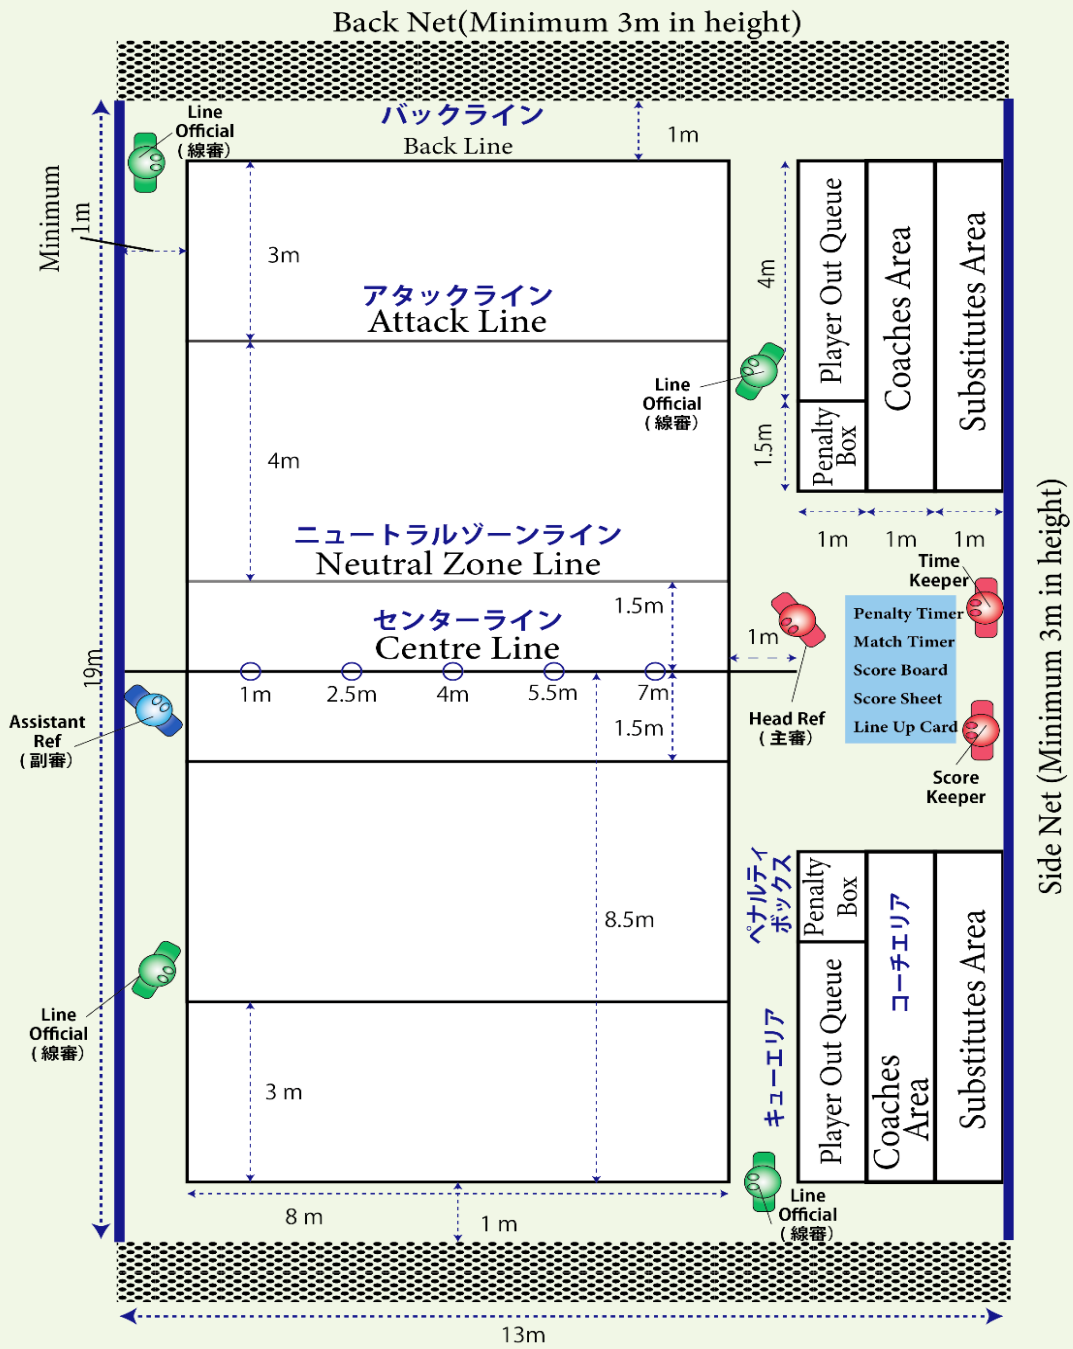 Back Net(Minimum 3m in height)
バックライン
Back Line
1m
Line
Official
(線審)
Minimum
1m
3m
アタックライン
Attack Line
4m
Line
Official
(線審)
4m
1.5m
Player Out Queue
Penalty
Box
Coaches Area
Substitutes Area
1m
1m
1m
ニュートラルゾーンライン
Neutral Zone Line
1.5m
センターライン
Centre Line
1m
2.5m
4m
5.5m
7m
1m
1.5m
Time
Keeper
Penalty Timer
Match Timer
Score Board
Score Sheet
Line Up Card
Head Ref
(主審)
Score
Keeper
19m
Assistant
Ref
(副審)
Side Net (Minimum 3m in height)
8.5m
ペナルティ
ボックス
Penalty
Box
コーチエリア
キューエリア
Player Out Queue
Coaches
Area
Substitutes Area
Line
Official
(線審)
3 m
8 m
1 m
Line
Official
(線審)
13m